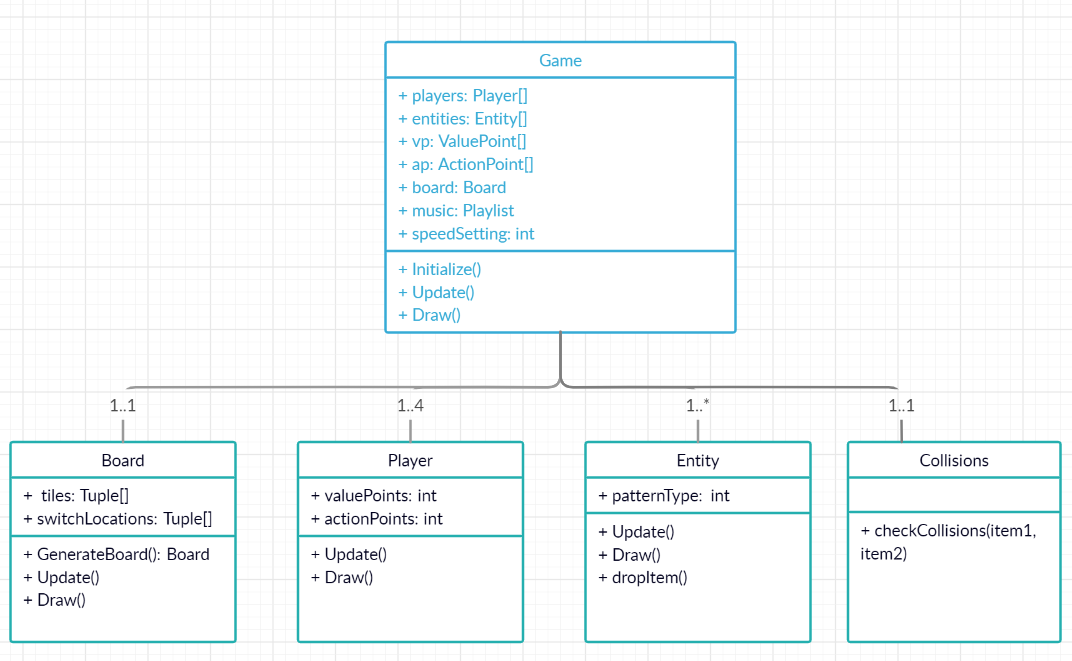 Game
+ players: Player[]
+ entities: Entity[]
+ vp: ValuePoint[]
+ ap: ActionPoint[]
+ board: Board
+ music: Playlist
+ speedSetting: int
+ Initialize()
+ Update()
+ Draw()
1..1
1..4
1..*
1..1
Board
+ tiles: Tuple[]
+ switchLocations: Tuple[]
+ GenerateBoard(): Board
+ Update()
+ Draw()
Player
+ valuePoints: int
+ actionPoints: int
+ Update()
+ Draw()
Entity
+ patternType: int
+ Update()
+ Draw()
+ dropItem()
Collisions
+ checkCollisions(item1,
item2)